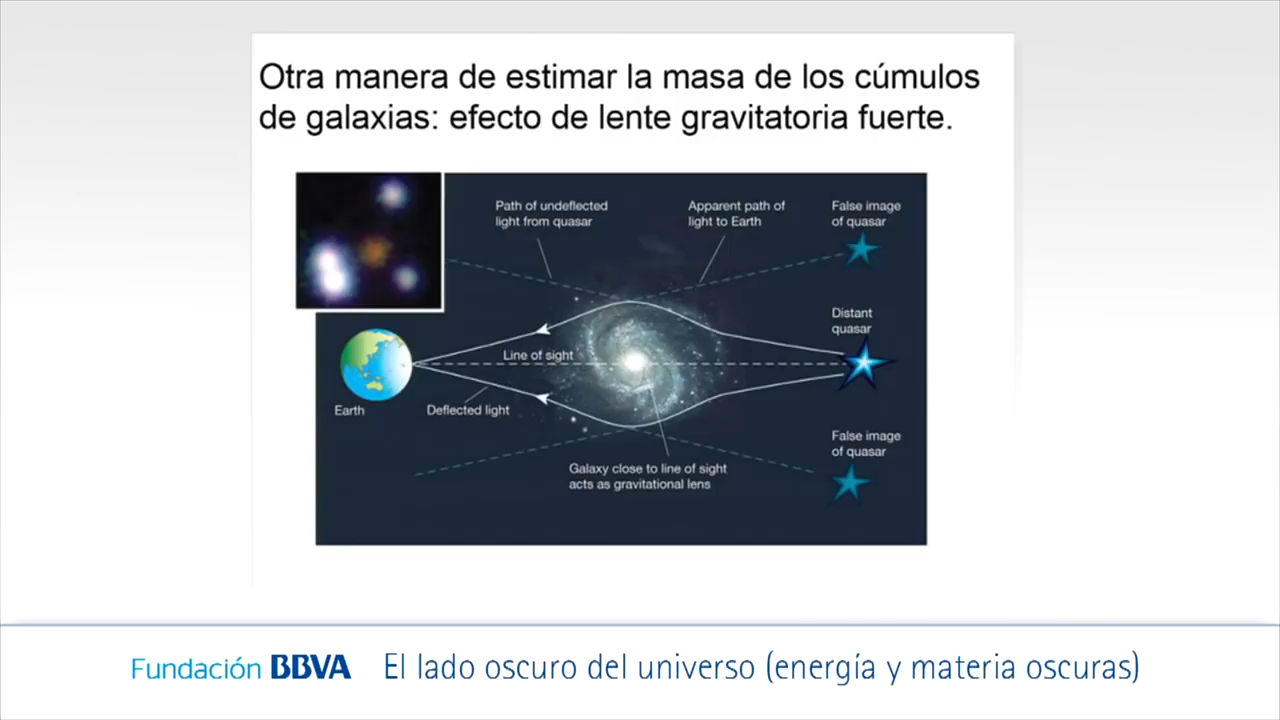 Otra manera de estimar la masa de los cúmulos
de galaxias: efecto de lente gravitatoria fuerte.
Path of undeflected
light from quasar
Apparent path of
light to Earth
False image
of quasar
Distant
quasar
Line of sight
Earth
Deflected light
False image
of quasar
Galaxy close to line of sight
acts as gravitational lens
Fundación BBVA El lado oscuro del universo (energía y materia oscuras)